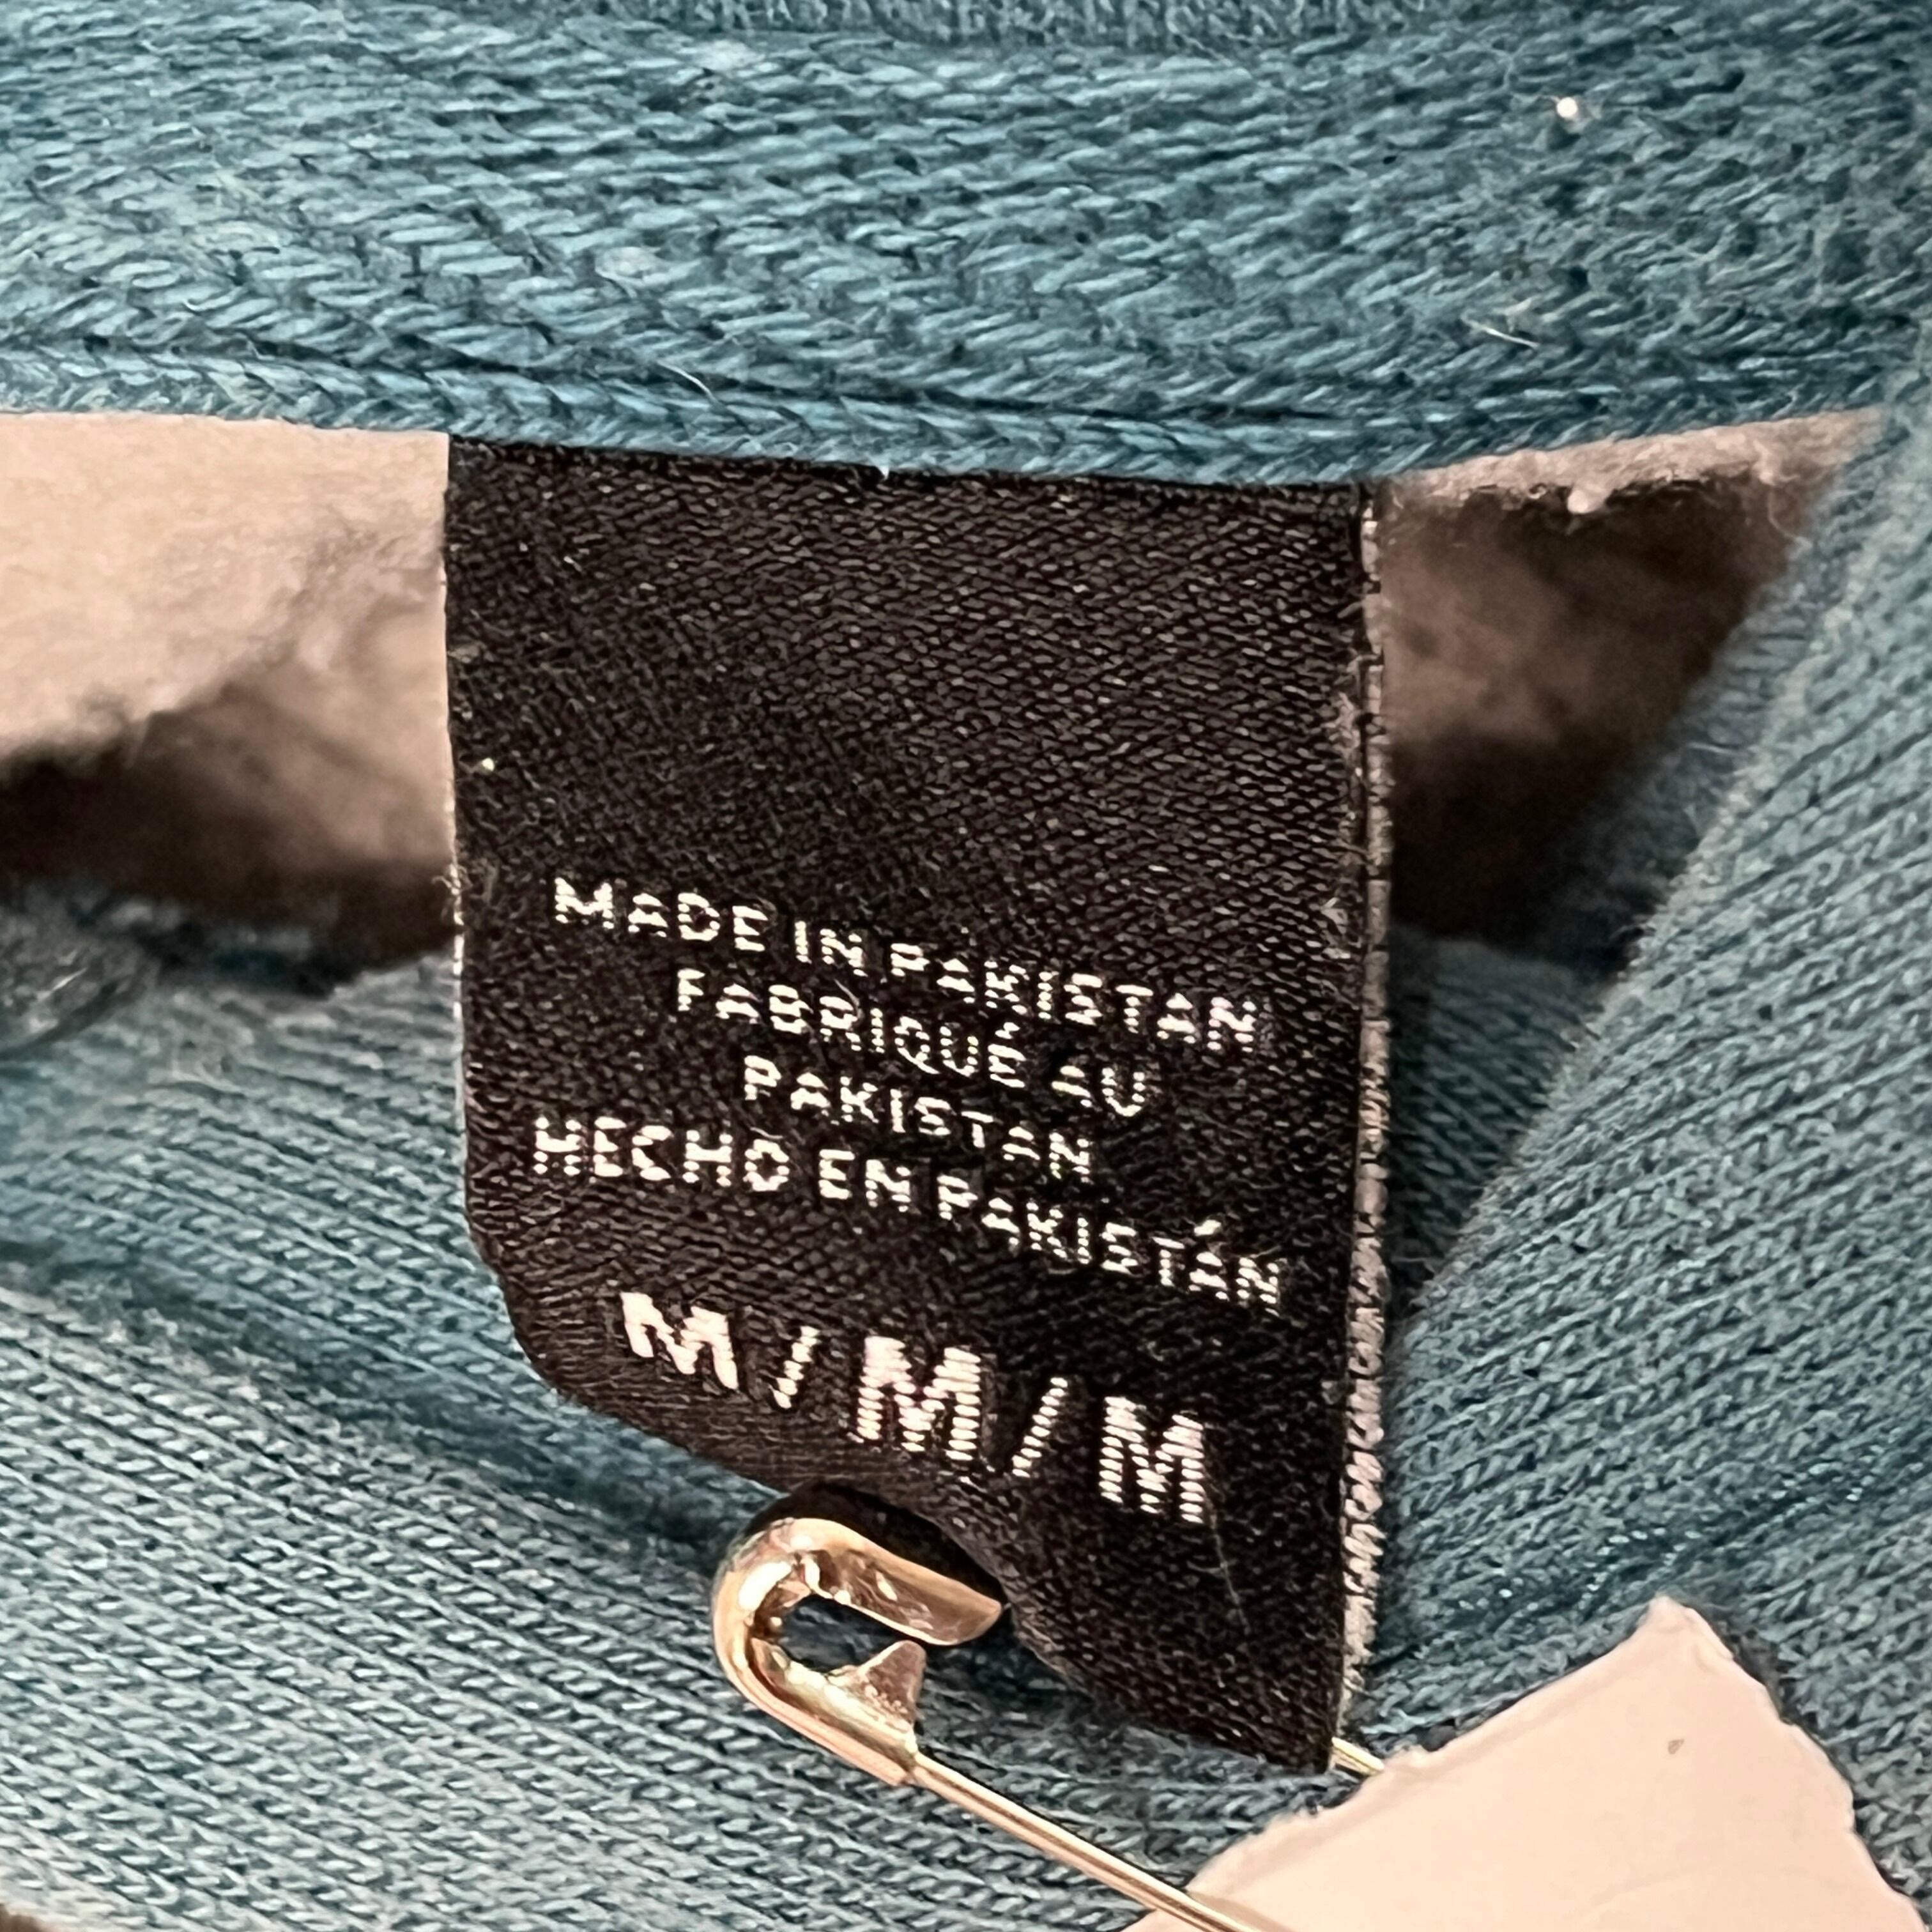 MADE IN PAKISTAN
FABRIQUÉ AU
PAKISTAN
HECHO EN PAKISTÁN
M/M/M